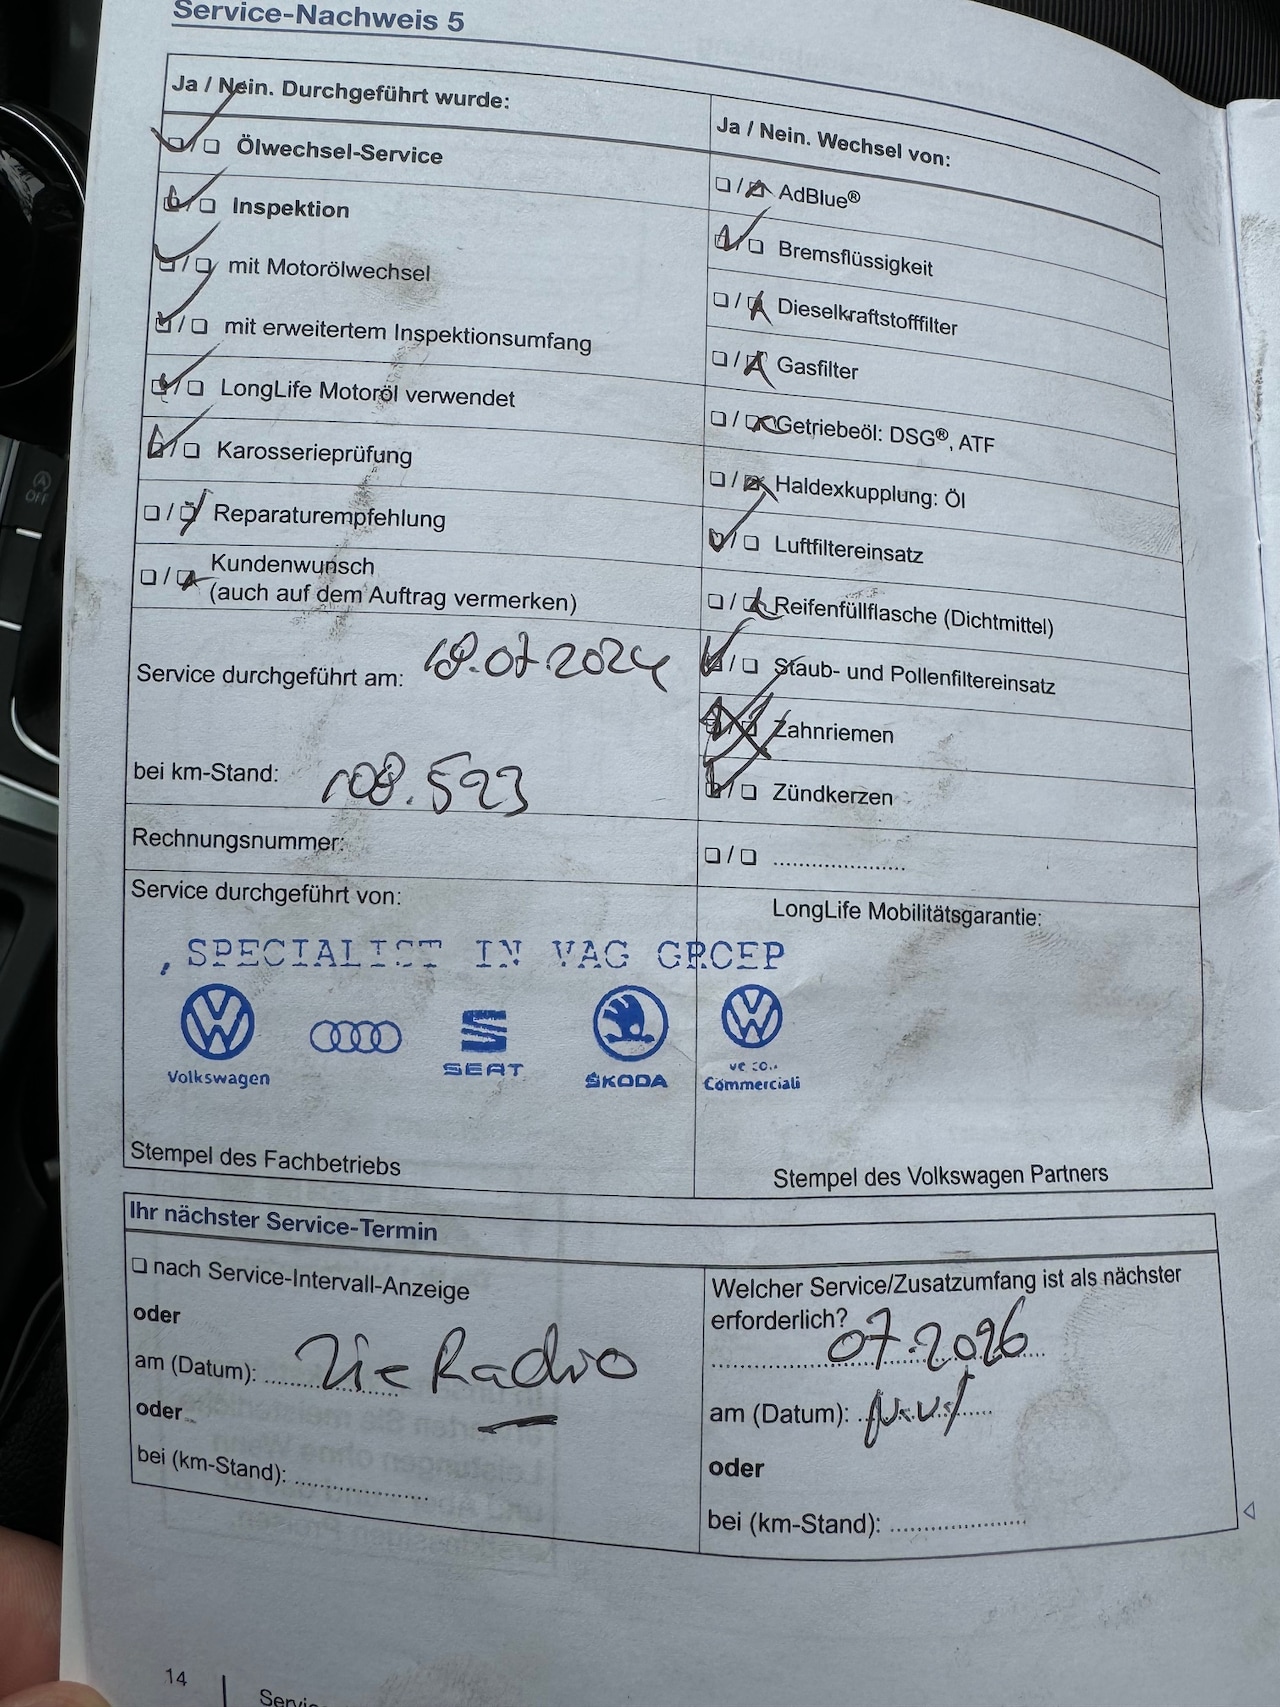 Service-Nachweis 5
Ja / Nein. Durchgeführt wurde:
Ölwechsel-Service
Inspektion
mit Motorölwechsel
mit erweitertem Inspektionsumfang
LongLife Motoröl verwendet
Karosserieprüfung
Reparaturempfehlung
Kundenwunsch
(auch auf dem Auftrag vermerken)
Service durchgeführt am: 18.07.2024
bei km-Stand: 108.593
Rechnungsnummer:
Ja / Nein. Wechsel von:
AdBlue®
Bremsflüssigkeit
Dieselkraftstofffilter
Gasfilter
Getriebeöl: DSG®, ATF
Haldexkupplung: Öl
Luftfiltereinsatz
Reifenfüllflasche (Dichtmittel)
Staub- und Pollenfiltereinsatz
Zahnriemen
Zündkerzen
Service durchgeführt von:
SPECIALIST IN VAG GROEP
Volkswagen
SEAT
ŠKODA
Commerciali
Stempel des Fachbetriebs
LongLife Mobilitätsgarantie:
Stempel des Volkswagen Partners
Ihr nächster Service-Termin
nach Service-Intervall-Anzeige
oder
am (Datum): Zie Radio
oder
bei (km-Stand):
Welcher Service/Zusatzumfang ist als nächster
erforderlich?
07.2026
am (Datum):
oder
bei (km-Stand):
14
OFF